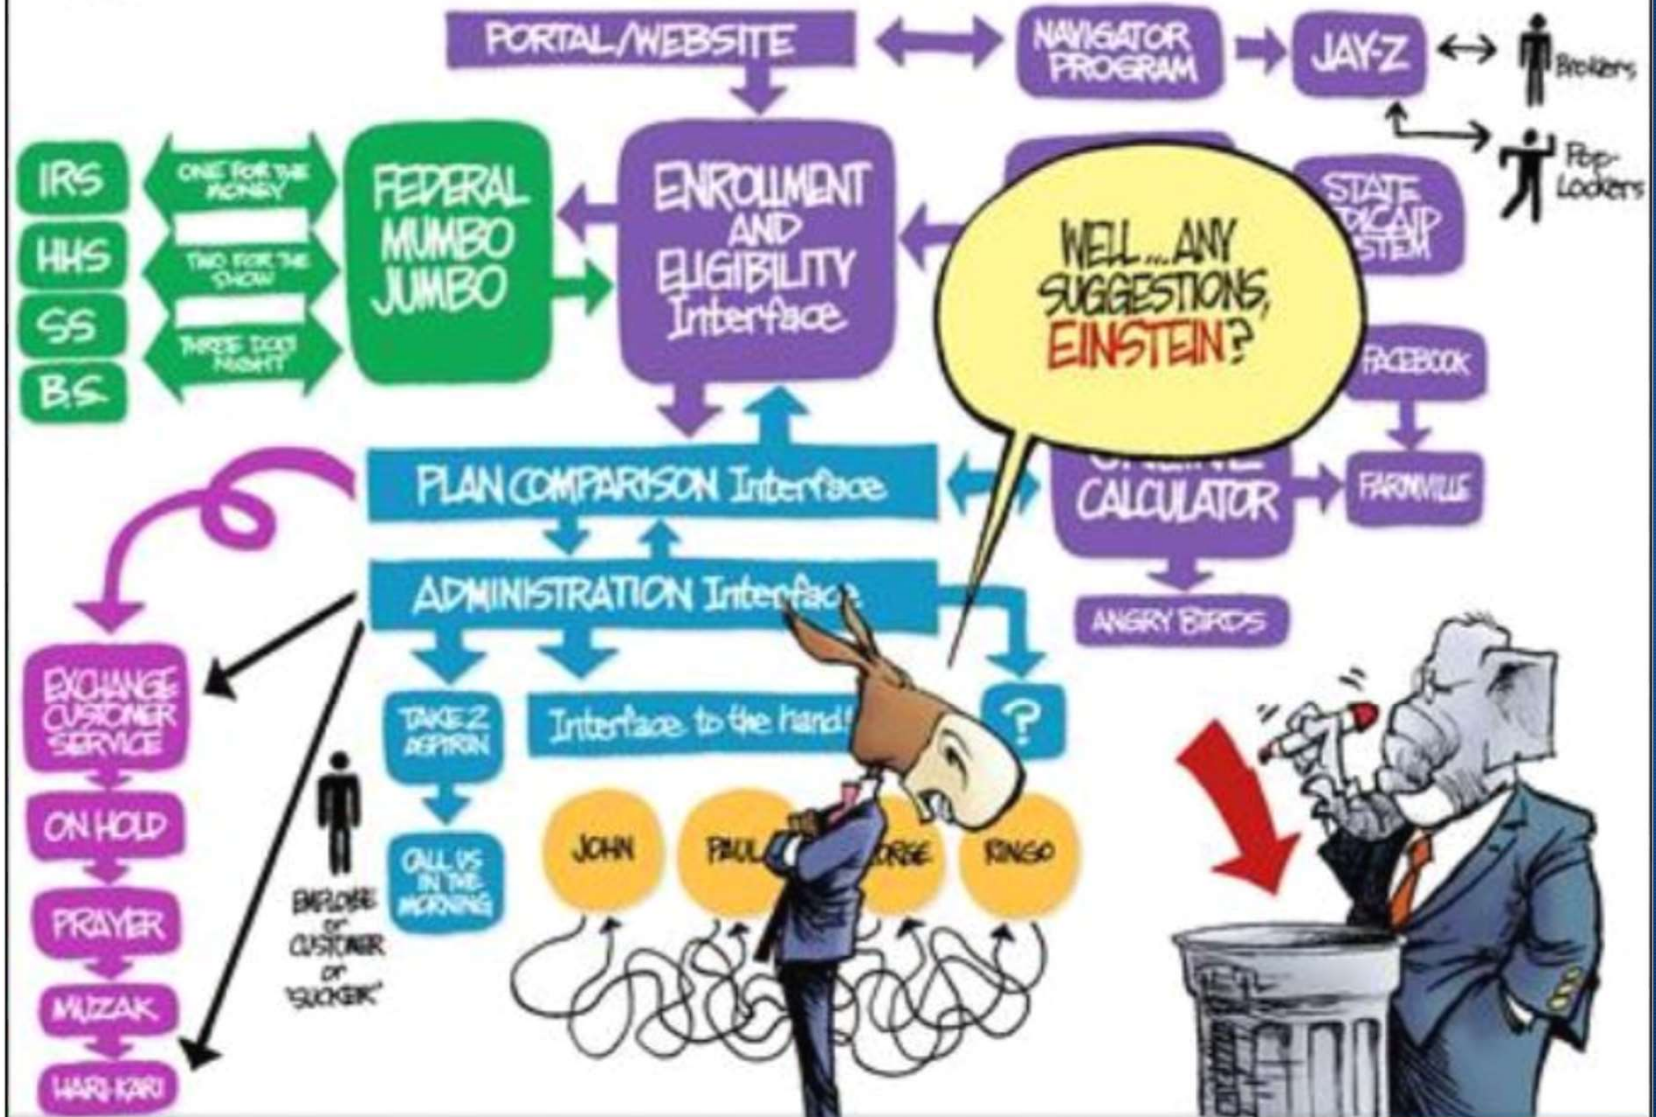 PORTAL/WEBSITE
NAVIGATOR
PROGRAM
JAY-Z
Brokers
Pop-
Lockers
IRS
HHS
SS
B.S.
ONE FOR THE
MONEY
TWO FOR THE
SHOW
THREE DOG
NIGHT
FEDERAL
MUMBO
JUMBO
ENROLLMENT
AND
ELIGIBILITY
Interface
WELL...ANY
SUGGESTIONS,
EINSTEIN?
STATE
DICAID
STEM
FACEBOOK
FARMVILLE
PLAN COMPARISON Interface
CALCULATOR
ANGRY BIRDS
ADMINISTRATION Interface
EXCHANGE
CUSTOMER
SERVICE
ON HOLD
PRAYER
MUZAK
HARI-KARI
TAKE 2
ASPIRIN
CALL US
IN THE
MORNING
Interface to the hand!
?
EMPLOYEE
or
CUSTOMER
or
"SUCKER"
JOHN
PAUL
ORGE
RINGO